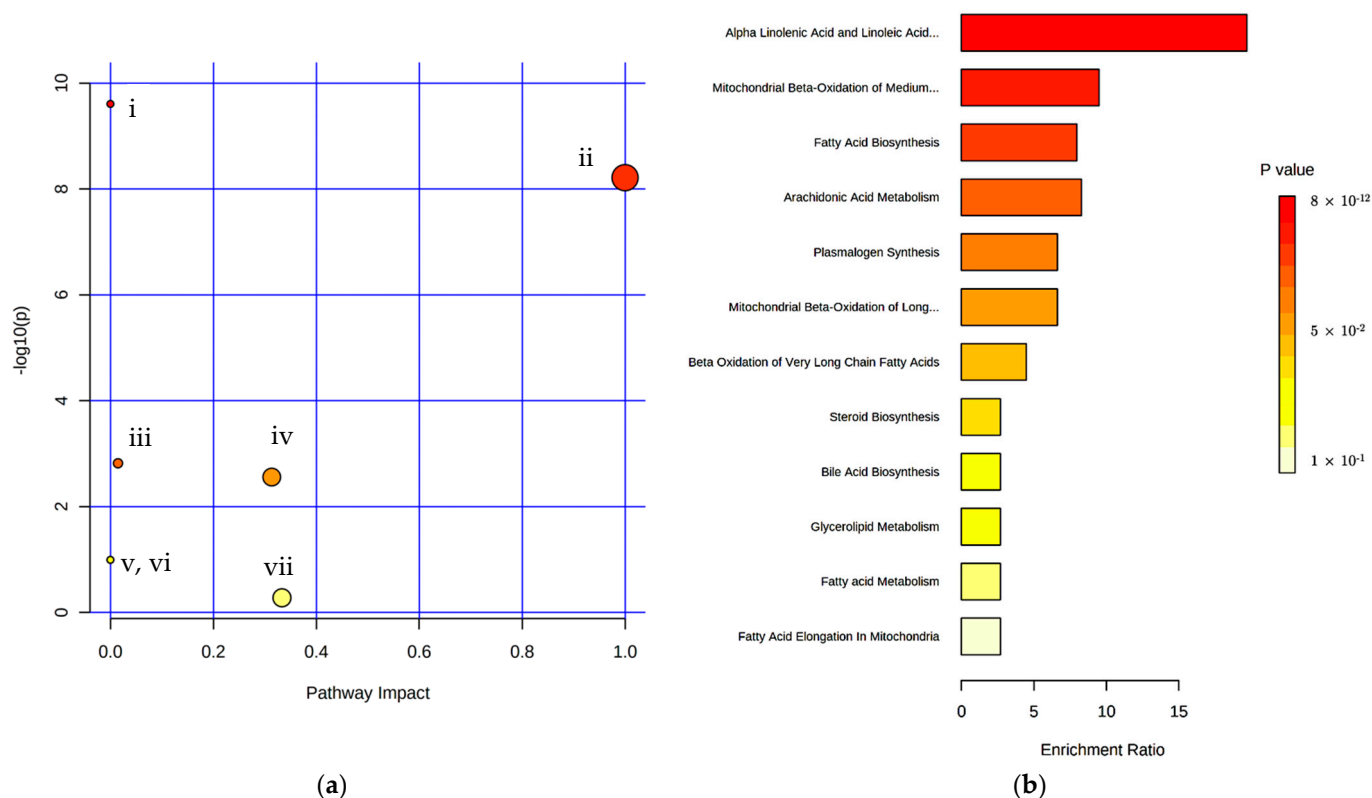 -log10(p)
10
8
6
4
2
0
i
ii
iii
iv
v, vi
vii
0.0 0.2 0.4 0.6 0.8 1.0
Pathway Impact
(a)
Alpha Linolenic Acid and Linoleic Acid...
Mitochondrial Beta-Oxidation of Medium...
Fatty Acid Biosynthesis
Arachidonic Acid Metabolism
Plasmalogen Synthesis
Mitochondrial Beta-Oxidation of Long...
Beta Oxidation of Very Long Chain Fatty Acids
Steroid Biosynthesis
Bile Acid Biosynthesis
Glycerolipid Metabolism
Fatty acid Metabolism
Fatty Acid Elongation In Mitochondria
0 5 10 15
Enrichment Ratio
P value
8 × 10⁻¹²
5 × 10⁻²
1 × 10⁻¹
(b)